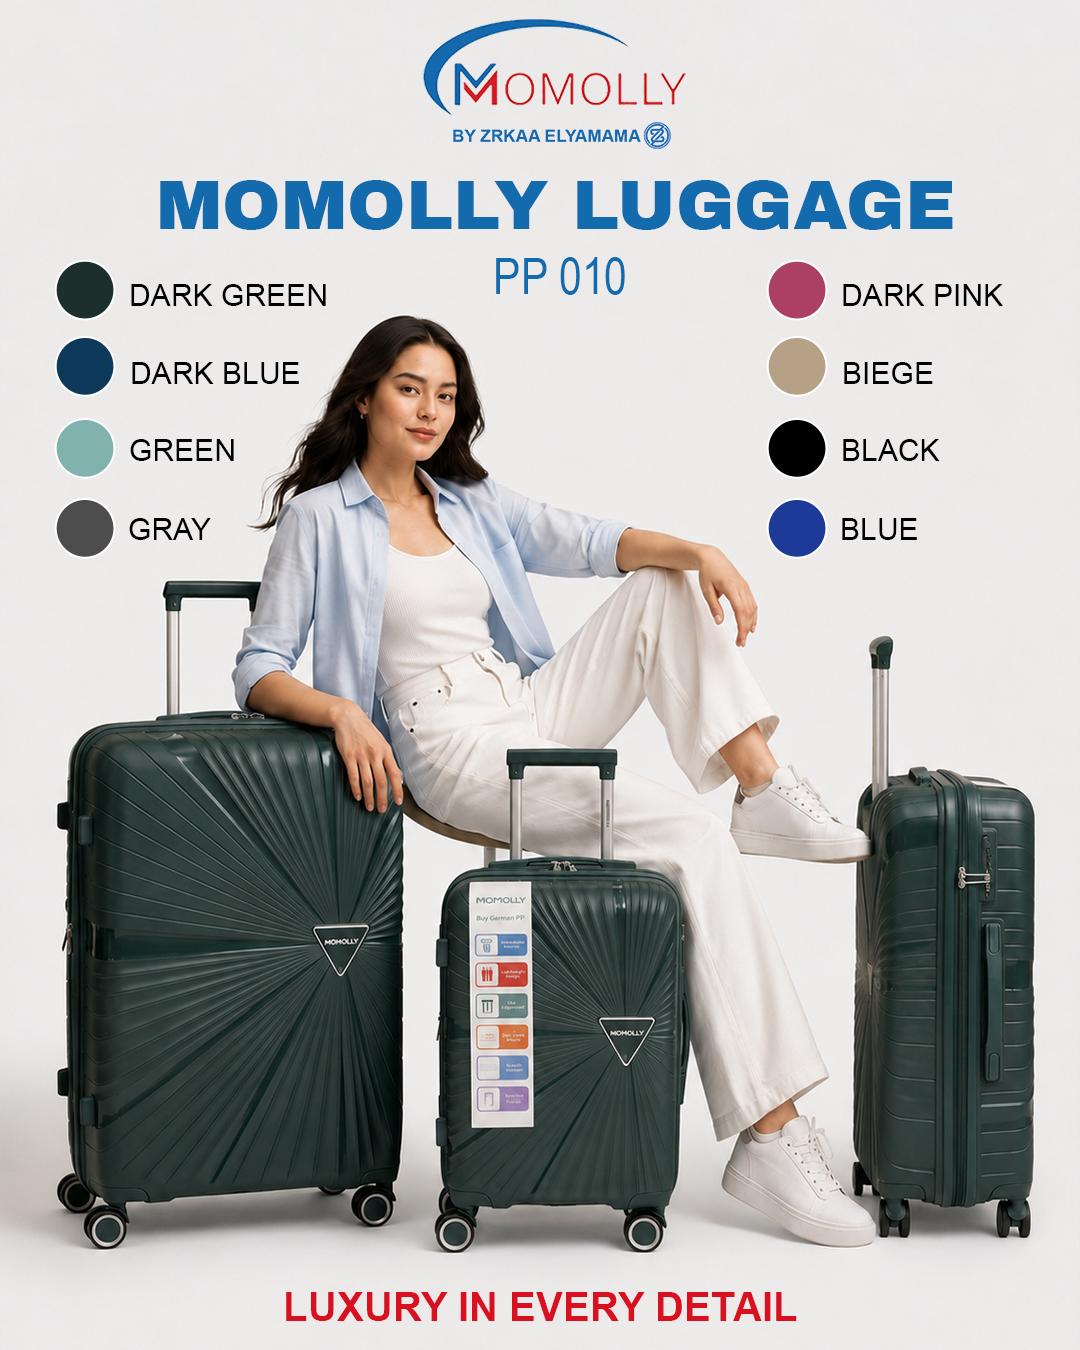 MOMOLLY
BY ZRKAA ELYAMAMA
MOMOLLY LUGGAGE
PP 010
DARK GREEN
DARK BLUE
GREEN
GRAY
DARK PINK
BIEGE
BLACK
BLUE
MOMOLLY
MOMOLLY
Buy German PP
MOMOLLY
LUXURY IN EVERY DETAIL